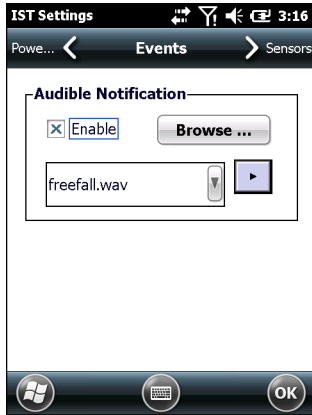 IST Settings 3:16
Powe... Events Sensors
Audible Notification
Enable Browse ...
freefall.wav
OK